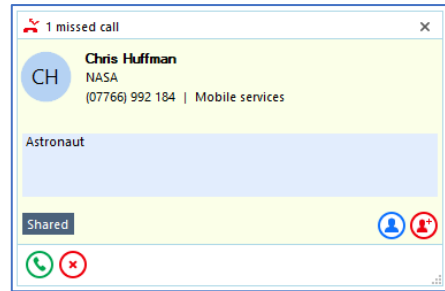 1 missed call
Chris Huffman
CH
NASA
(07766) 992 184 | Mobile services
Astronaut
Shared